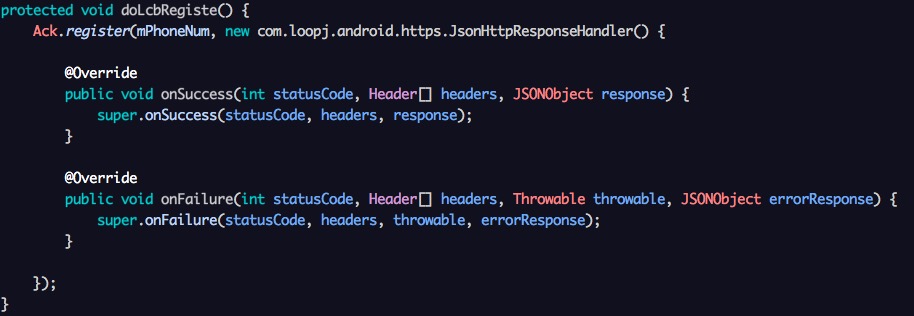 protected void doLcbRegiste() {
Ack.register(mPhoneNum, new com.loopj.android.https.JsonHttpResponseHandler() {
@Override
public void onSuccess(int statusCode, Header[] headers, JSONObject response) {
super.onSuccess(statusCode, headers, response);
}
@Override
public void onFailure(int statusCode, Header[] headers, Throwable throwable, JSONObject errorResponse) {
super.onFailure(statusCode, headers, throwable, errorResponse);
}
});
}